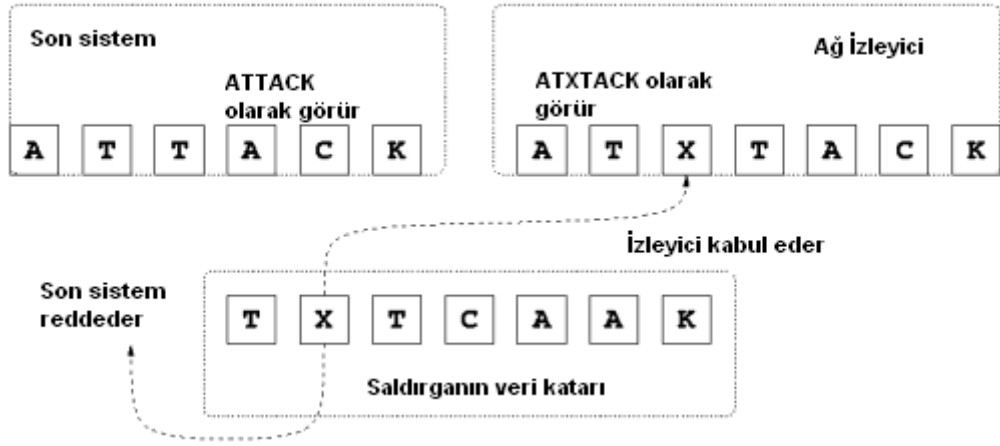 Son sistem
ATTACK
olarak görür
A T T A C K
Ağ İzleyici
ATXTACK olarak
görür
A T X T A C K
İzleyici kabul eder
Son sistem
reddeder
T X T C A A K
Saldırganın veri katarı